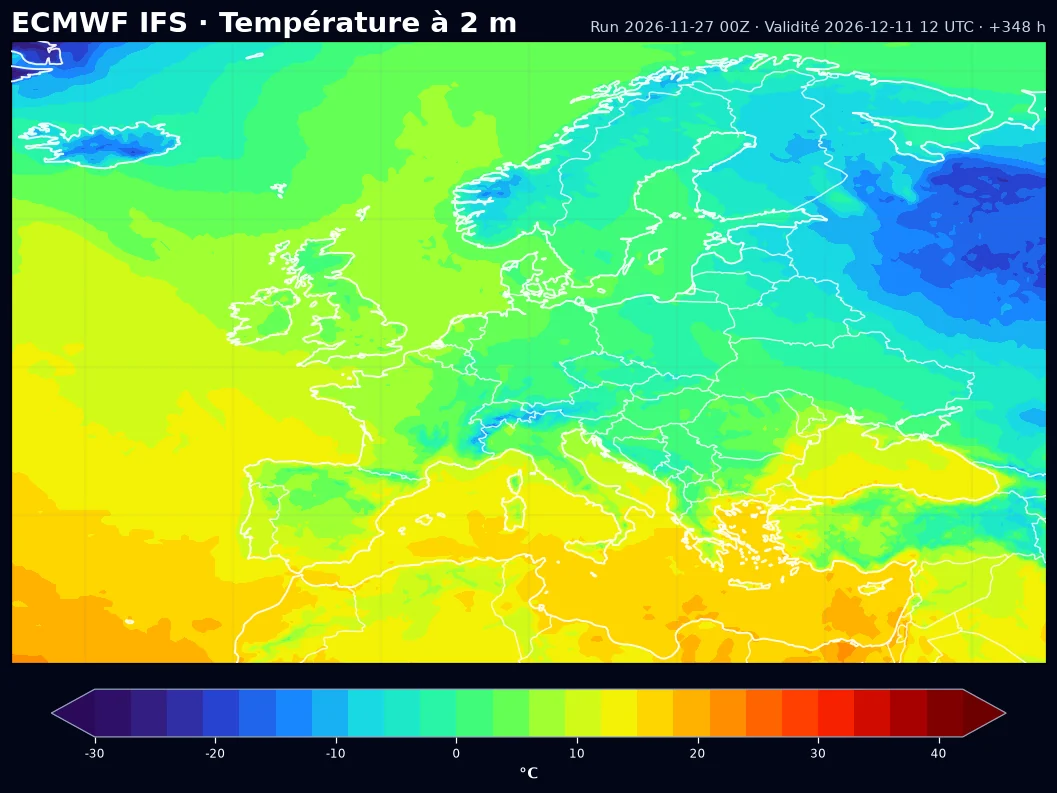 ECMWF IFS · Température à 2 m
Run 2026-11-27 00Z · Validité 2026-12-11 12 UTC · +348 h
-30 -20 -10 0 10 20 30 40
°C